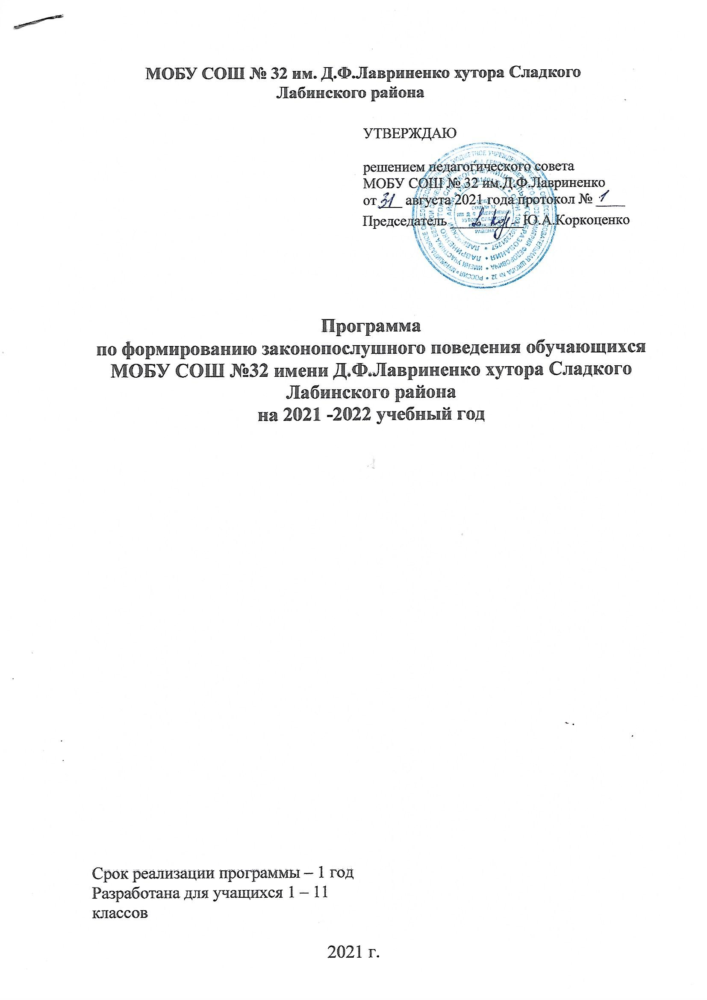 МОБУ СОШ № 32 им. Д.Ф.Лавриненко хутора Сладкого
Лабинского района
УТВЕРЖДАЮ
решением педагогического совета
МОБУ СОШ № 32 им.Д.Ф.Лавриненко
от 31 августа 2021 года протокол № 1
Председатель Ю.А.Коркоценко
Программа
по формированию законопослушного поведения обучающихся
МОБУ СОШ №32 имени Д.Ф.Лавриненко хутора Сладкого
Лабинского района
на 2021 -2022 учебный год
Срок реализации программы – 1 год
Разработана для учащихся 1 – 11
классов
2021 г.